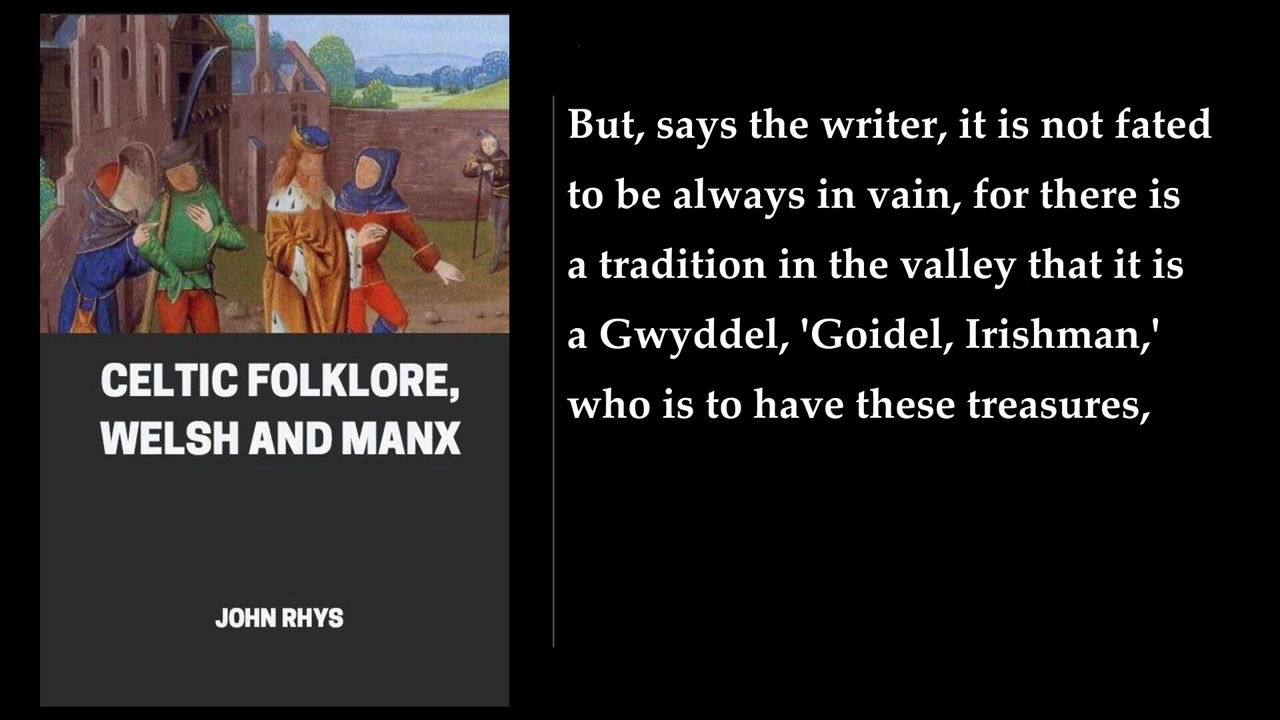 CELTIC FOLKLORE,
WELSH AND MANX
JOHN RHYS
But, says the writer, it is not fated
to be always in vain, for there is
a tradition in the valley that it is
a Gwyddel, 'Goidel, Irishman,'
who is to have these treasures,